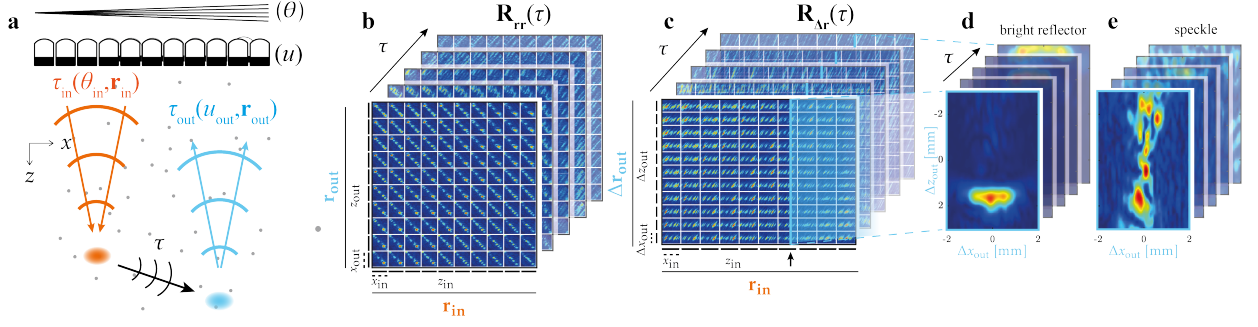 a
(θ)
(u)
τin(θin,rin)
τout(uout,rout)
x
z
τ
b
Rrr(τ)
τ
rout
zout
xout
xin
zin
rin
c
RΔr(τ)
τ
Δrout
Δzout
Δxout
xin
zin
rin
d
bright reflector
τ
-2
0
2
Δzout [mm]
-2
0
2
Δxout [mm]
e
speckle
-2
0
2
Δxout [mm]